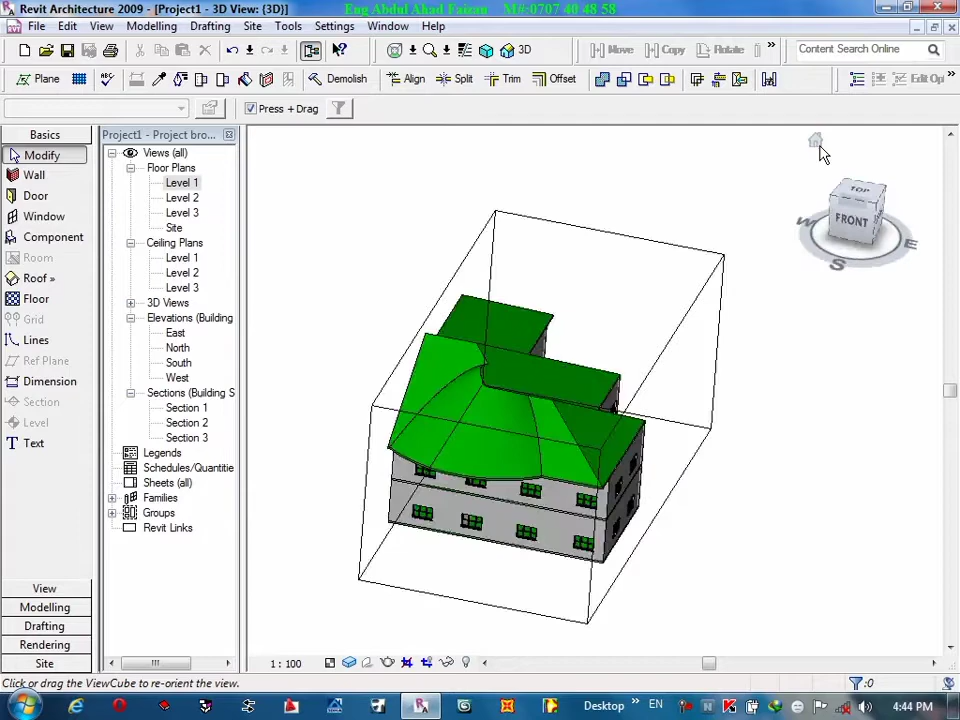 Revit Architecture 2009 - 3D View: {3D}]
Project1 - 3D View: {3D}]
Eng Abdul Ahad Faizan M#:0707 40 48 58
File Edit View Modelling Drafting Site Tools Settings Window Help
3D Move Copy Rotate » Content Search Online
Plane Demolish Align Split Trim Offset Edit Op »
Press + Drag
Basics
Modify
Wall
Door
Window
Component
Room
Roof »
Floor
Grid
Lines
Ref Plane
Dimension
Section
Level
Text
View
Modelling
Drafting
Rendering
Site
Project1 - Project bro...
Views (all)
Floor Plans
Level 1
Level 2
Level 3
Site
Ceiling Plans
Level 1
Level 2
Level 3
3D Views
Elevations (Building
East
North
South
West
Sections (Building S
Section 1
Section 2
Section 3
Legends
Schedules/Quantitie
Sheets (all)
Families
Groups
Revit Links
TOP
FRONT
W
S
E
1 : 100
Click or drag the ViewCube to re-orient the view.
:0
Desktop » EN 4:44 PM